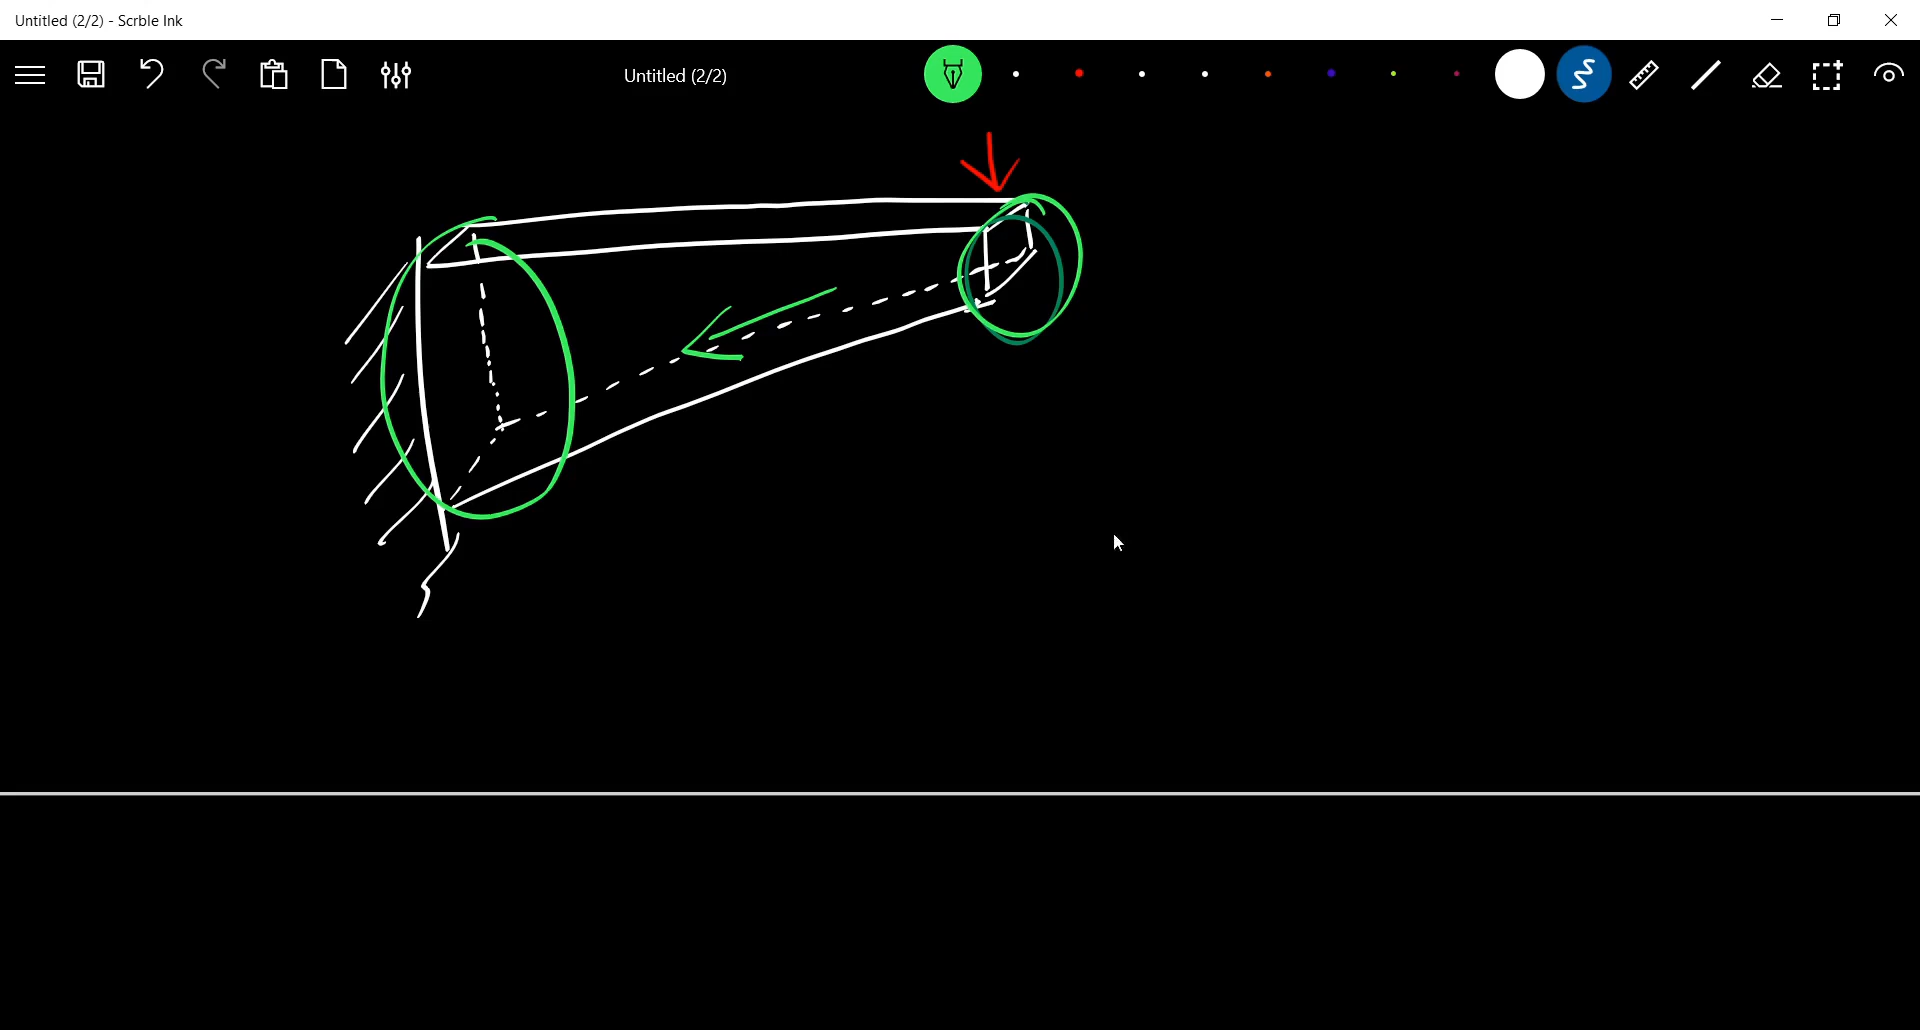 Untitled (2/2) - Scrble Ink
Untitled (2/2)